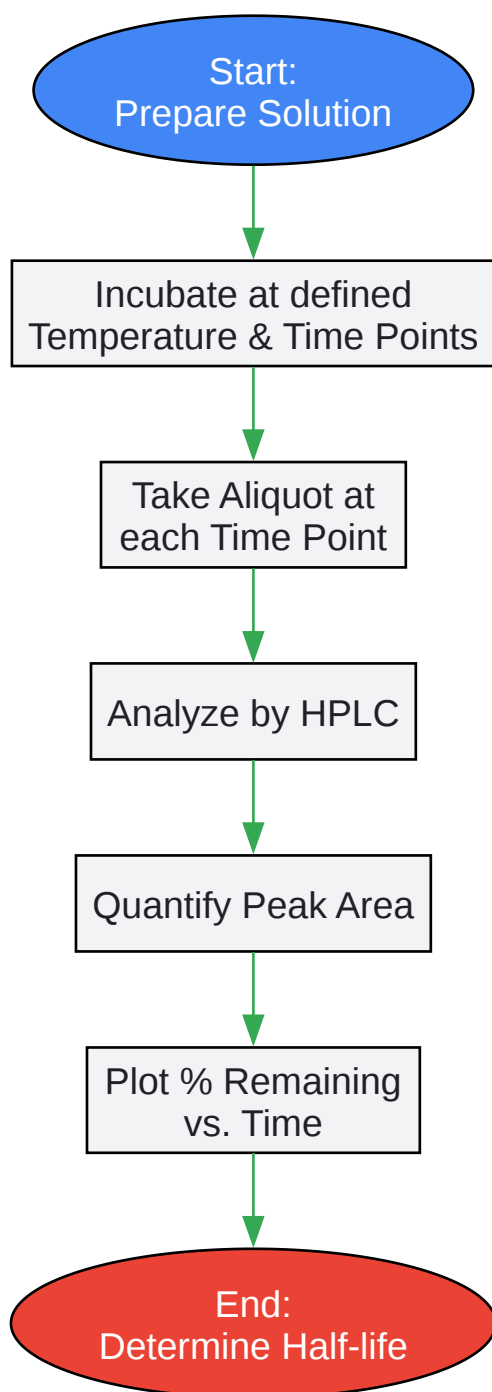 Start:
Prepare Solution
Incubate at defined
Temperature & Time Points
Take Aliquot at
each Time Point
Analyze by HPLC
Quantify Peak Area
Plot % Remaining
vs. Time
End:
Determine Half-life